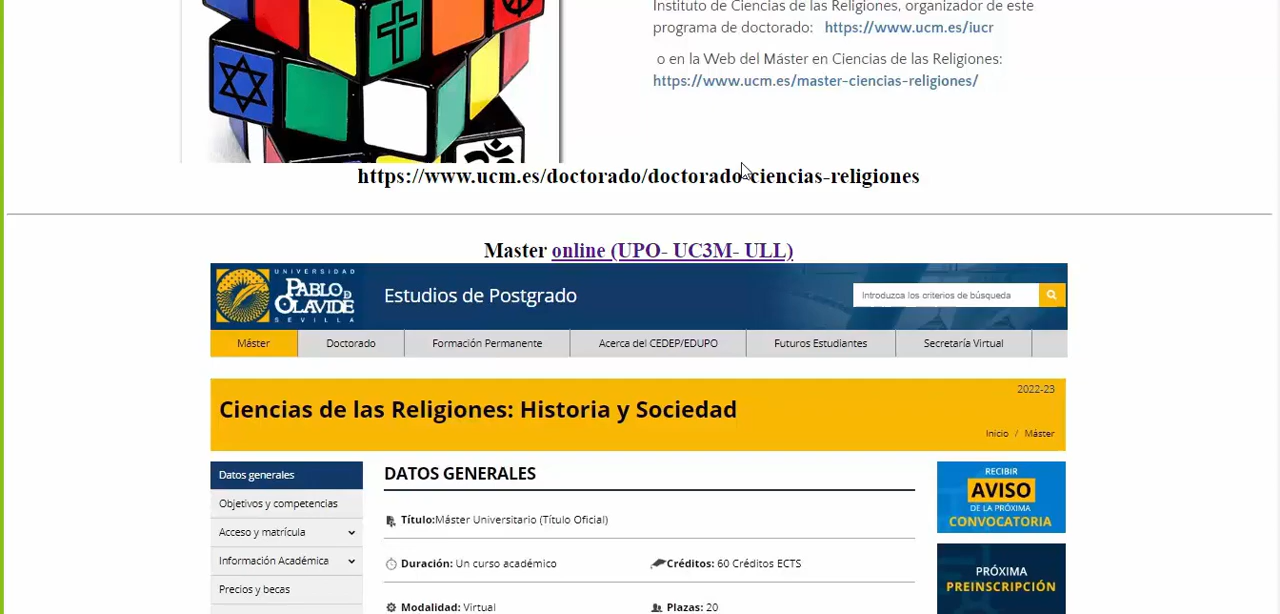 Instituto de Ciencias de las Religiones, organizador de este
programa de doctorado: https://www.ucm.es/iucr
o en la Web del Máster en Ciencias de las Religiones:
https://www.ucm.es/master-ciencias-religiones/
ॐ
https://www.ucm.es/doctorado/doctorado-ciencias-religiones
Master online (UPO- UC3M- ULL)
UNIVERSIDAD
PABLO DE
OLAVIDE
SEVILLA
Estudios de Postgrado
Introduzca los criterios de búsqueda
Máster Doctorado Formación Permanente Acerca del CEDEP/EDUPO Futuros Estudiantes Secretaría Virtual
2022-23
Ciencias de las Religiones: Historia y Sociedad
Inicio / Máster
Datos generales
Objetivos y competencias
Acceso y matrícula
Información Académica
Precios y becas
DATOS GENERALES
Título:Máster Universitario (Título Oficial)
Duración: Un curso académico Créditos: 60 Créditos ECTS
Modalidad: Virtual Plazas: 20
RECIBIR
AVISO
DE LA PRÓXIMA
CONVOCATORIA
PRÓXIMA
PREINSCRIPCIÓN